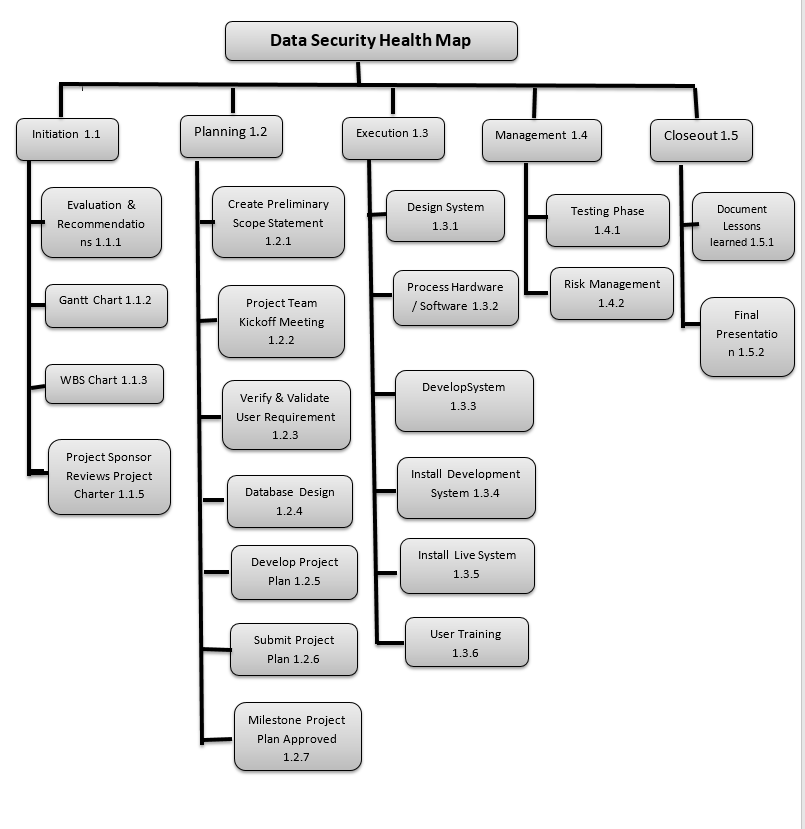 Data Security Health Map
Initiation 1.1
Evaluation &
Recommendatio
ns 1.1.1
Gantt Chart 1.1.2
WBS Chart 1.1.3
Project Sponsor
Reviews Project
Charter 1.1.5
Planning 1.2
Create Preliminary
Scope Statement
1.2.1
Project Team
Kickoff Meeting
1.2.2
Verify & Validate
User Requirement
1.2.3
Database Design
1.2.4
Develop Project
Plan 1.2.5
Submit Project
Plan 1.2.6
Milestone Project
Plan Approved
1.2.7
Execution 1.3
Design System
1.3.1
Process Hardware
/ Software 1.3.2
DevelopSystem
1.3.3
Install Development
System 1.3.4
Install Live System
1.3.5
User Training
1.3.6
Management 1.4
Testing Phase
1.4.1
Risk Management
1.4.2
Closeout 1.5
Document
Lessons
learned 1.5.1
Final
Presentatio
n 1.5.2